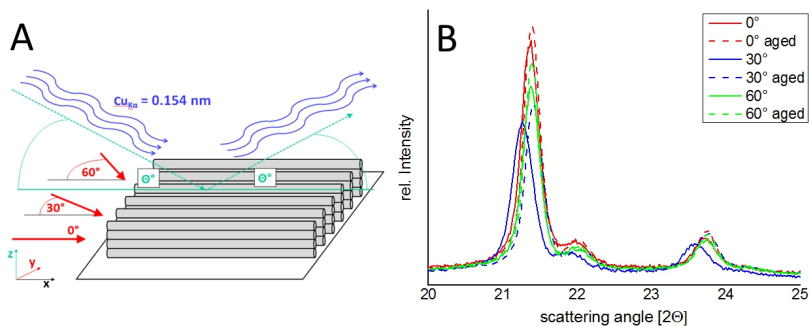 A
Cu_Kα = 0.154 nm
60°
Θ°
Θ°
30°
0°
z
y
x
B
rel. Intensity
0°
0° aged
30°
30° aged
60°
60° aged
20 21 22 23 24 25
scattering angle [2Θ]